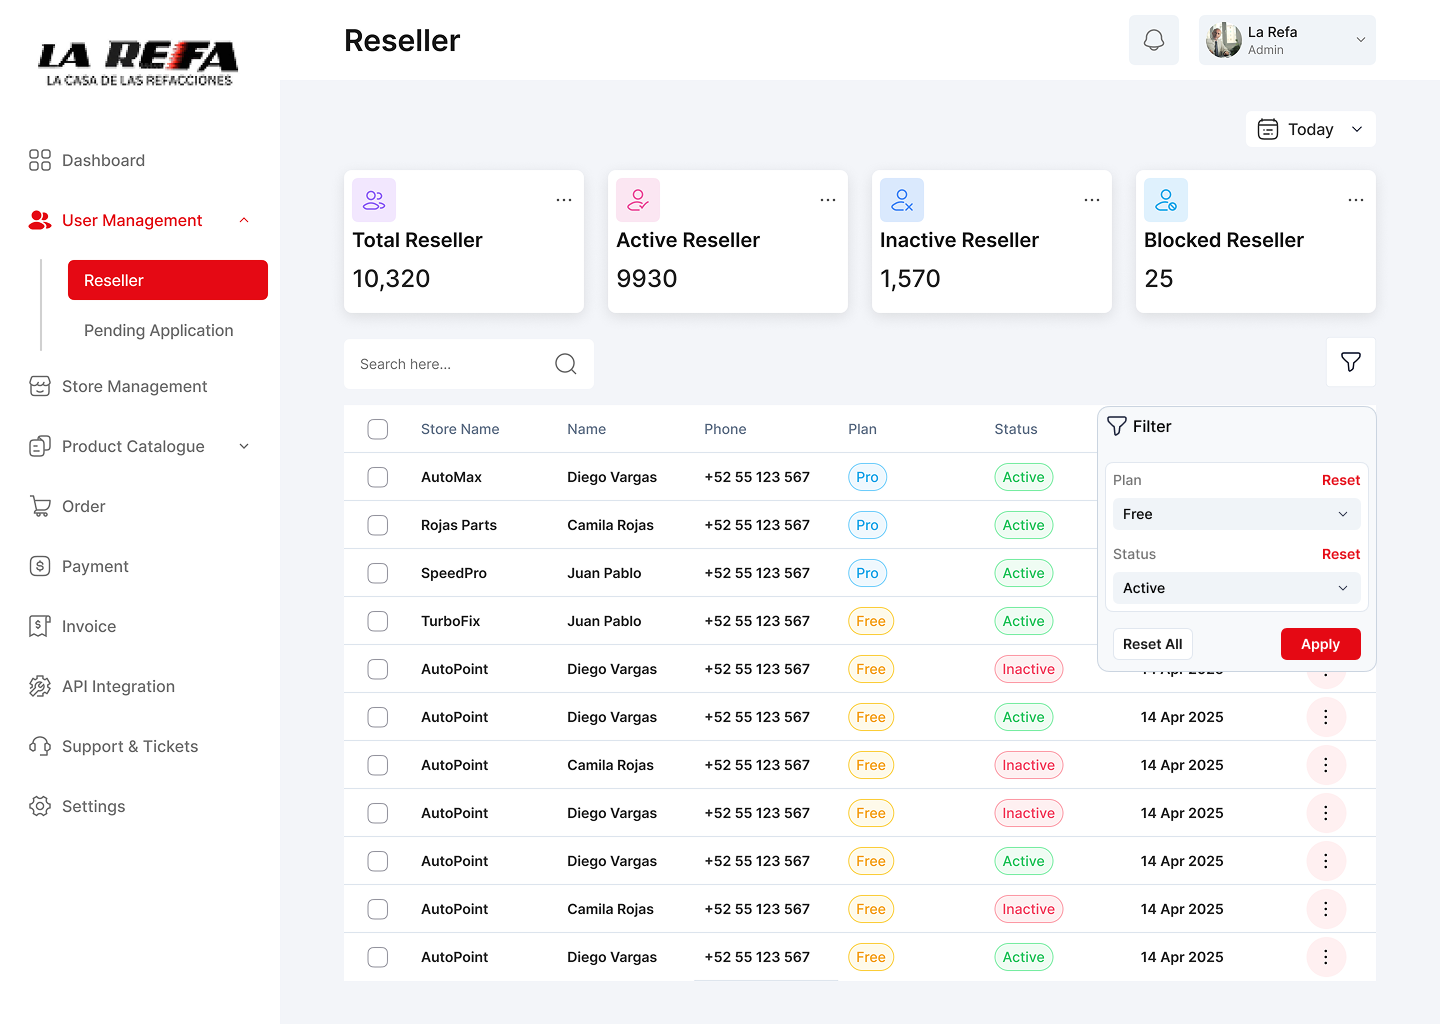 LA REFA
LA CASA DE LAS REFACCIONES
Reseller
La Refa
Admin
Dashboard
User Management
Reseller
Pending Application
Store Management
Product Catalogue
Order
Payment
Invoice
API Integration
Support & Tickets
Settings
Today
Total Reseller
10,320
Active Reseller
9930
Inactive Reseller
1,570
Blocked Reseller
25
Search here...
Store Name Name Phone Plan Status
AutoMax Diego Vargas +52 55 123 567 Pro Active
Rojas Parts Camila Rojas +52 55 123 567 Pro Active
SpeedPro Juan Pablo +52 55 123 567 Pro Active
TurboFix Juan Pablo +52 55 123 567 Free Active
AutoPoint Diego Vargas +52 55 123 567 Free Inactive
AutoPoint Diego Vargas +52 55 123 567 Free Active 14 Apr 2025
AutoPoint Camila Rojas +52 55 123 567 Free Inactive 14 Apr 2025
AutoPoint Diego Vargas +52 55 123 567 Free Inactive 14 Apr 2025
AutoPoint Diego Vargas +52 55 123 567 Free Active 14 Apr 2025
AutoPoint Camila Rojas +52 55 123 567 Free Inactive 14 Apr 2025
AutoPoint Diego Vargas +52 55 123 567 Free Active 14 Apr 2025
Filter
Plan Reset
Free
Status Reset
Active
Reset All Apply